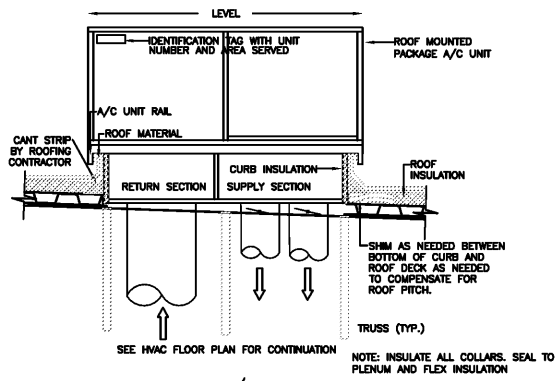 LEVEL
IDENTIFICATION TAG WITH UNIT
NUMBER AND AREA SERVED
ROOF MOUNTED
PACKAGE A/C UNIT
A/C UNIT RAIL
ROOF MATERIAL
CANT STRIP
BY ROOFING
CONTRACTOR
CURB INSULATION
RETURN SECTION
SUPPLY SECTION
ROOF
INSULATION
SHIM AS NEEDED BETWEEN
BOTTOM OF CURB AND
ROOF DECK AS NEEDED
TO COMPENSATE FOR
ROOF PITCH.
TRUSS (TYP.)
SEE HVAC FLOOR PLAN FOR CONTINUATION
NOTE: INSULATE ALL COLLARS. SEAL TO
PLENUM AND FLEX INSULATION